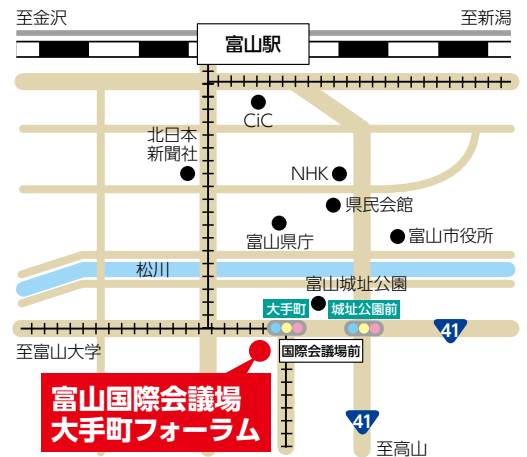 至金沢
至新潟
富山駅
CiC
北日本
新聞社
NHK
県民会館
富山県庁
富山市役所
松川
富山城址公園
大手町
城址公園前
41
至富山大学
国際会議場前
富山国際会議場
大手町フォーラム
41
至高山